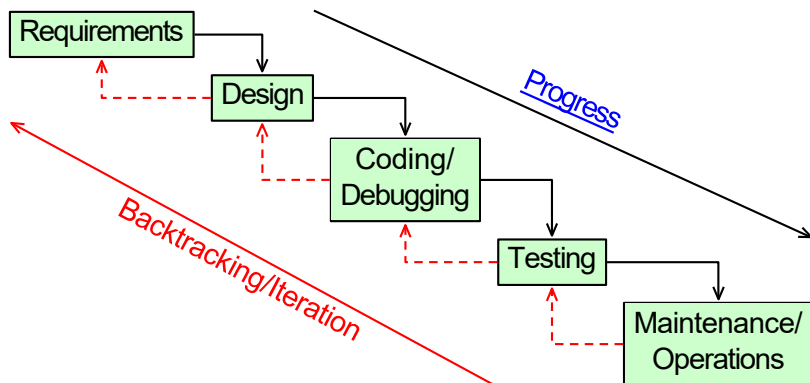 Requirements
Progress
Design
Coding/
Debugging
Backtracking/Iteration
Testing
Maintenance/
Operations